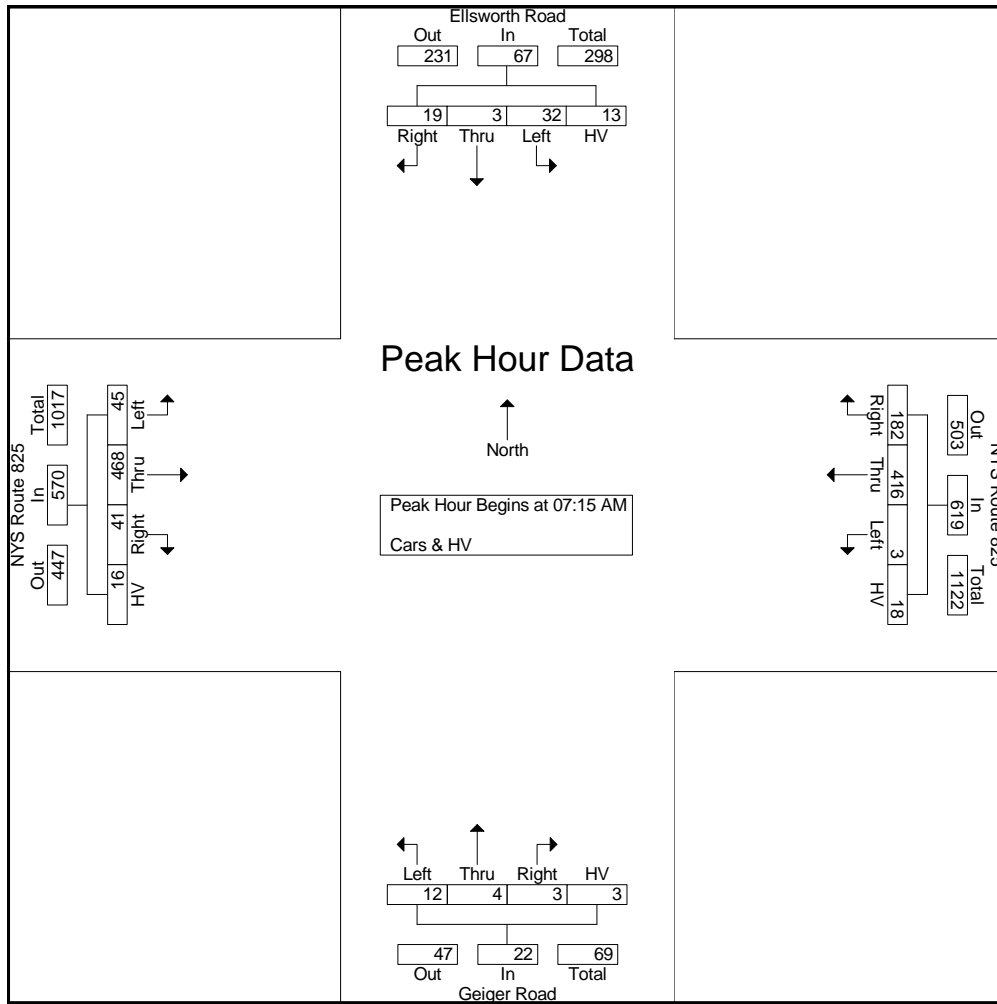 Ellsworth Road
Out In Total
231 67 298
19 3 32 13
Right Thru Left HV
Peak Hour Data
North
Peak Hour Begins at 07:15 AM
Cars & HV
NYS Route 825
Total In Out
1017 570 447
45 468 41 16
Left Thru Right HV
Right Thru Left HV
182 416 3 18
Out In Total
503 619 1122
NYS Route 825
Left Thru Right HV
12 4 3 3
47 22 69
Out In Total
Geiger Road